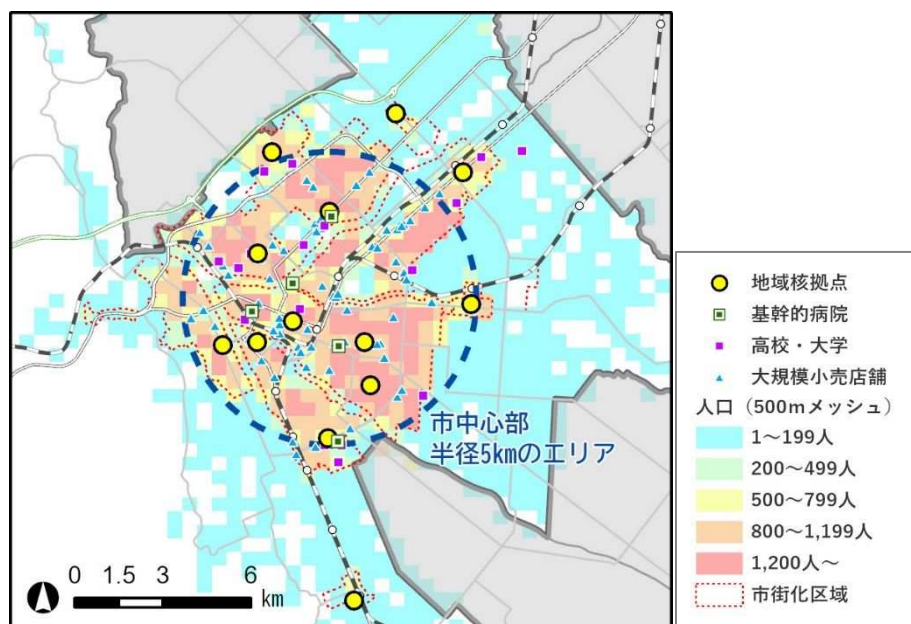 市中心部
半径5kmのエリア
0 1.5 3 6
km
地域核拠点
基幹的病院
高校・大学
大規模小売店舗
人口（500mメッシュ）
1～199人
200～499人
500～799人
800～1,199人
1,200人～
市街化区域